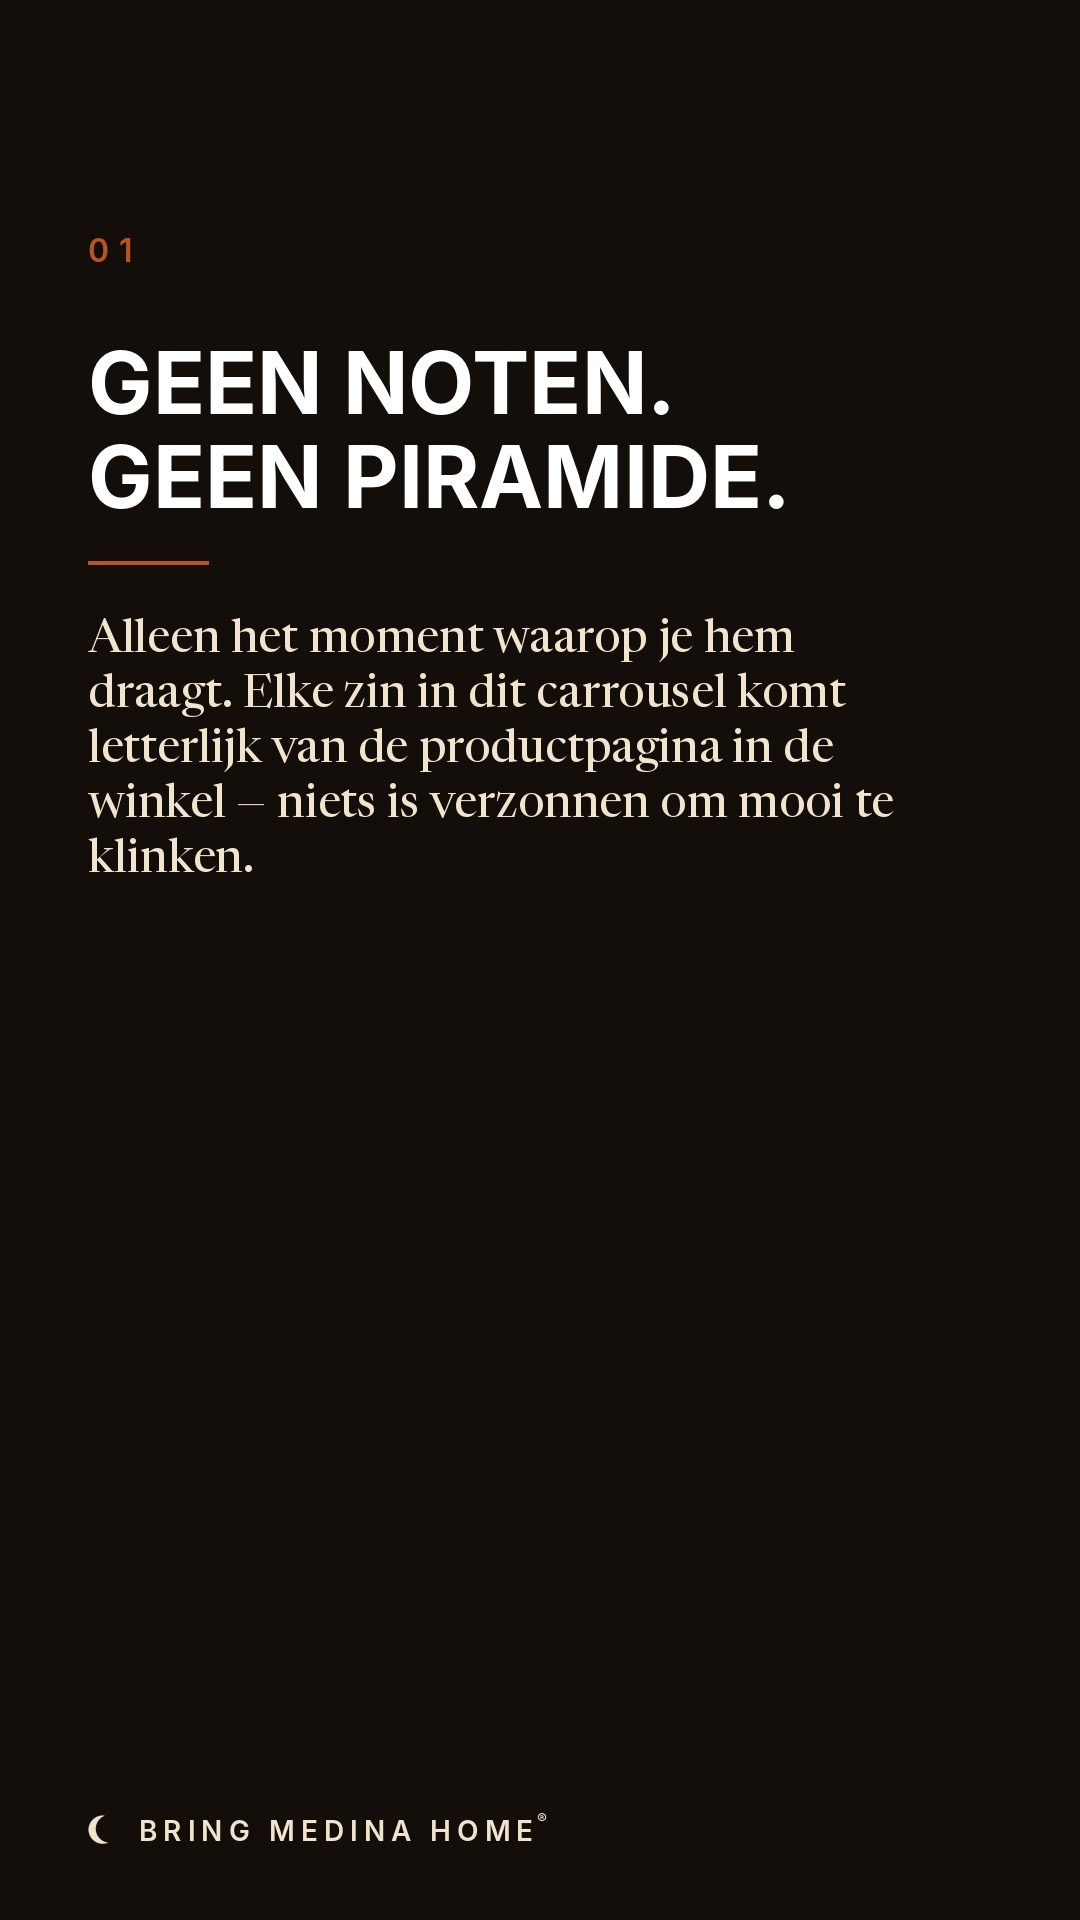 01
GEEN NOTEN.
GEEN PIRAMIDE.
Alleen het moment waarop je hem
draagt. Elke zin in dit carrousel komt
letterlijk van de productpagina in de
winkel – niets is verzonnen om mooi te
klinken.
BRING MEDINA HOME®